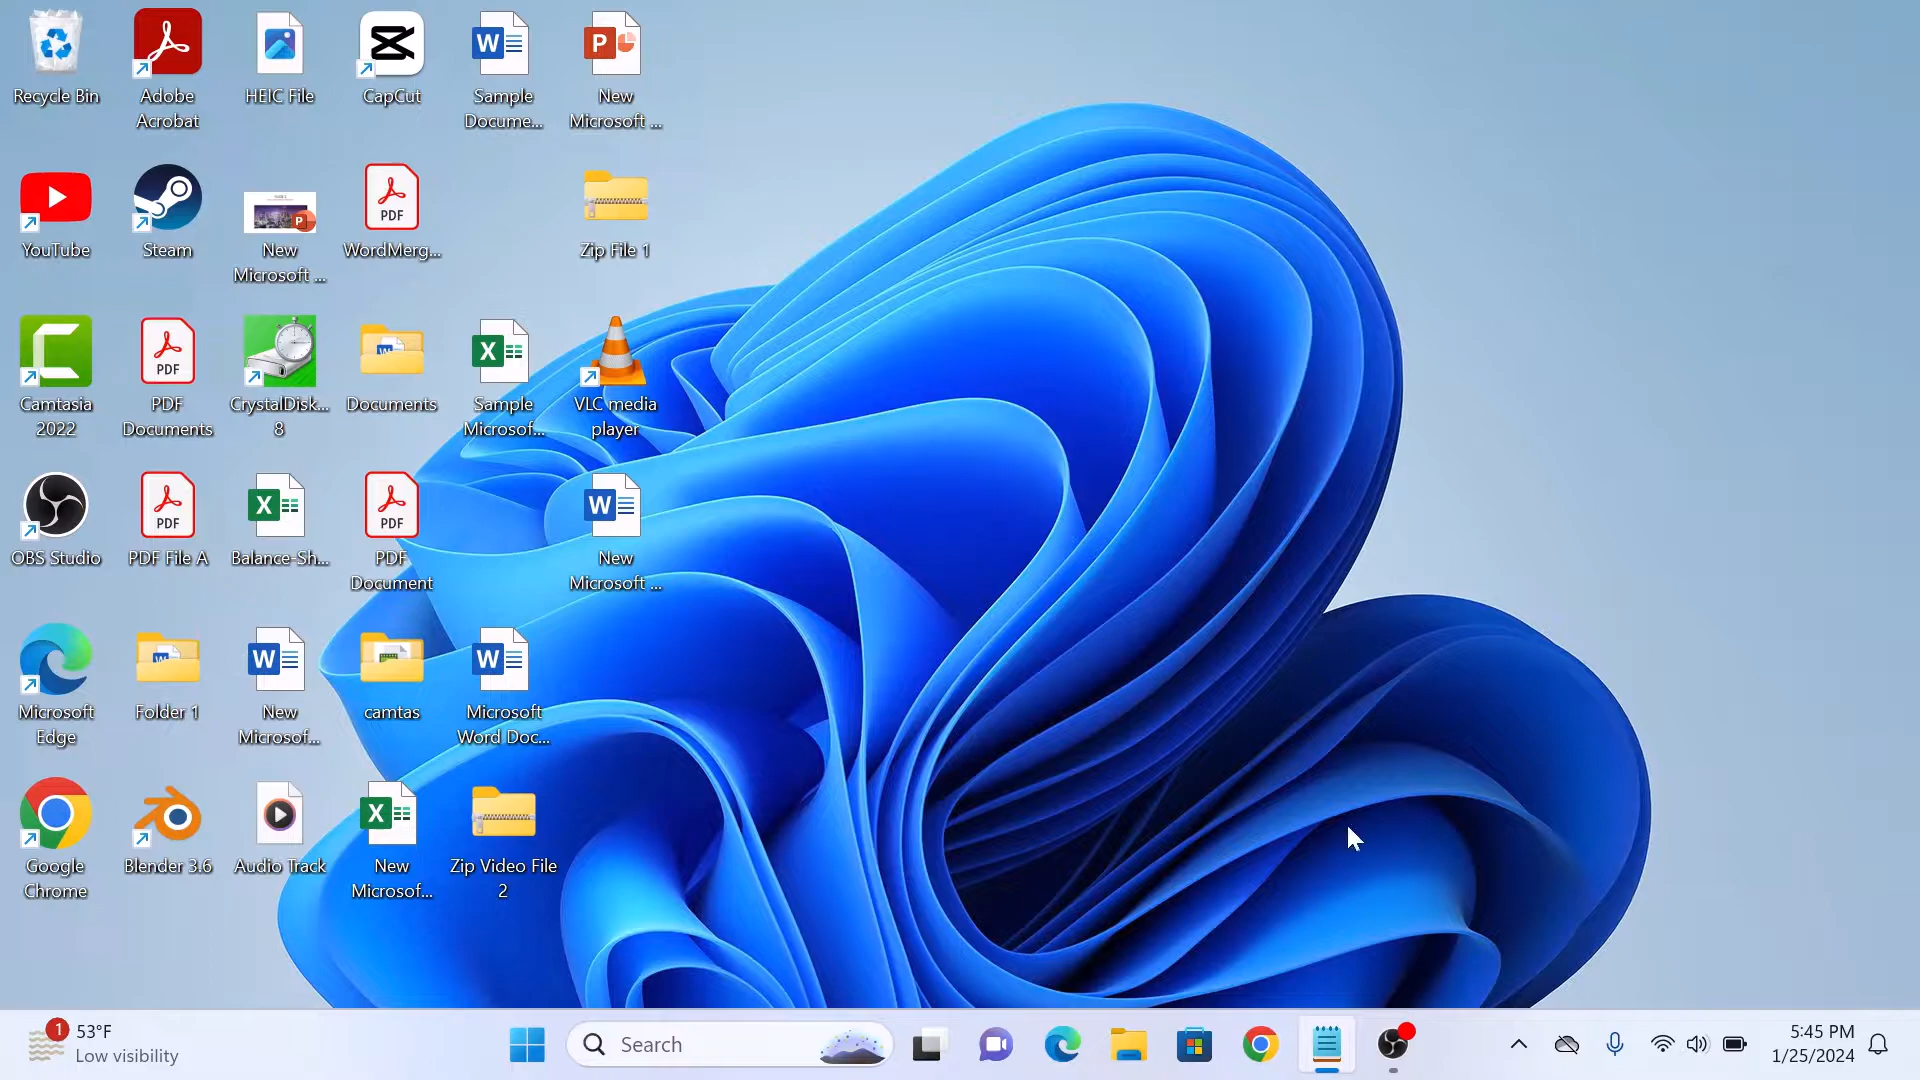 Recycle Bin
Adobe
Acrobat
HEIC File
CapCut
Sample
Docume...
New
Microsoft ...
YouTube
Steam
New
Microsoft ...
PDF
WordMerg...
Zip File 1
Camtasia
2022
PDF
PDF
Documents
CrystalDisk...
8
Documents
Sample
Microsof...
VLC media
player
OBS Studio
PDF
PDF File A
Balance-Sh...
PDF
PDF
Document
New
Microsoft ...
Microsoft
Edge
Folder 1
New
Microsof...
camtas
Microsoft
Word Doc...
Google
Chrome
Blender 3.6
Audio Track
New
Microsof...
Zip Video File
2
1
53°F
Low visibility
Search
5:45 PM
1/25/2024